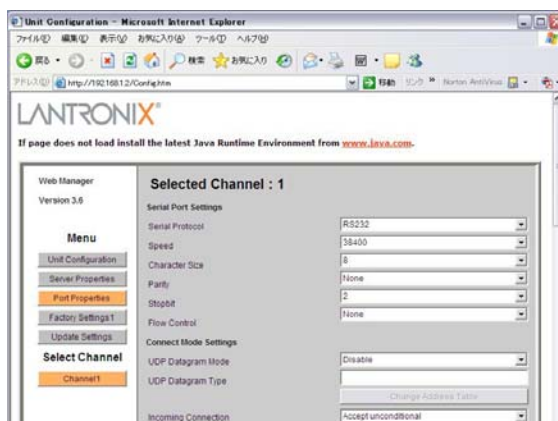 Unit Configuration - Microsoft Internet Explorer
ファイル(F) 編集(E) 表示(V) お気に入り(A) ツール(T) ヘルプ(H)
戻る 検索 お気に入り
アドレス(D) http://192.168.1.2/Config.htm 移動 リンク Norton AntiVirus
LANTRONIX®
If page does not load install the latest Java Runtime Environment from www.java.com.
Web Manager
Version 3.6
Menu
Unit Configuration
Server Properties
Port Properties
Factory Settings1
Update Settings
Select Channel
Channel1
Selected Channel : 1
Serial Port Settings
Serial Protocol RS232
Speed 38400
Character Size 8
Parity None
Stopbit 2
Flow Control None
Connect Mode Settings
UDP Datagram Mode Disable
UDP Datagram Type
Change Address Table
Incoming Connection Accept unconditional